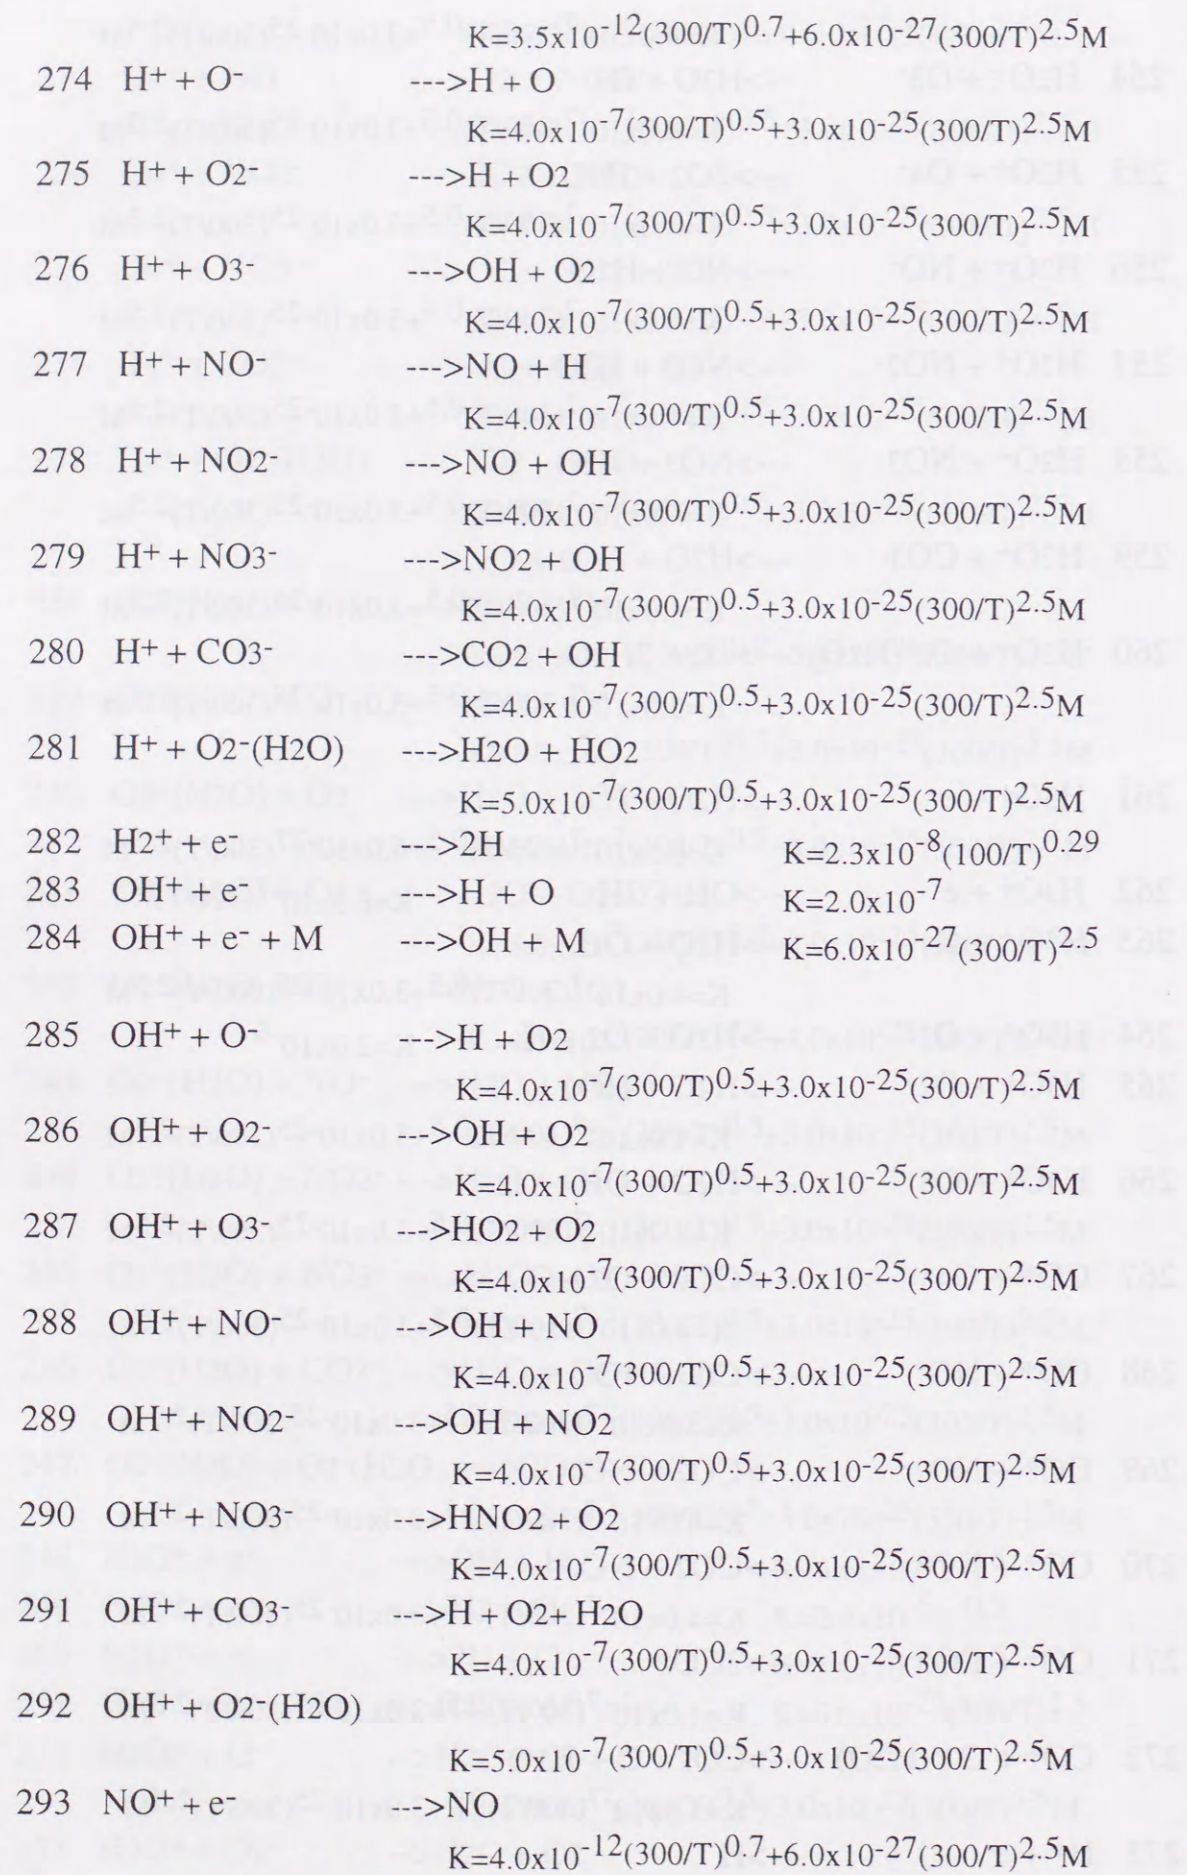 K=3.5x10-12(300/T)0.7+6.0x10-27(300/T)2.5M
274 H+ + O- --->H + O
K=4.0x10-7(300/T)0.5+3.0x10-25(300/T)2.5M
275 H+ + O2- --->H + O2
K=4.0x10-7(300/T)0.5+3.0x10-25(300/T)2.5M
276 H+ + O3- --->OH + O2
K=4.0x10-7(300/T)0.5+3.0x10-25(300/T)2.5M
277 H+ + NO- --->NO + H
K=4.0x10-7(300/T)0.5+3.0x10-25(300/T)2.5M
278 H+ + NO2- --->NO + OH
K=4.0x10-7(300/T)0.5+3.0x10-25(300/T)2.5M
279 H+ + NO3- --->NO2 + OH
K=4.0x10-7(300/T)0.5+3.0x10-25(300/T)2.5M
280 H+ + CO3- --->CO2 + OH
K=4.0x10-7(300/T)0.5+3.0x10-25(300/T)2.5M
281 H+ + O2-(H2O) --->H2O + HO2
K=5.0x10-7(300/T)0.5+3.0x10-25(300/T)2.5M
282 H2+ + e- --->2H K=2.3x10-8(100/T)0.29
283 OH+ + e- --->H + O K=2.0x10-7
284 OH+ + e- + M --->OH + M K=6.0x10-27(300/T)2.5
285 OH+ + O- --->H + O2
K=4.0x10-7(300/T)0.5+3.0x10-25(300/T)2.5M
286 OH+ + O2- --->OH + O2
K=4.0x10-7(300/T)0.5+3.0x10-25(300/T)2.5M
287 OH+ + O3- --->HO2 + O2
K=4.0x10-7(300/T)0.5+3.0x10-25(300/T)2.5M
288 OH+ + NO- --->OH + NO
K=4.0x10-7(300/T)0.5+3.0x10-25(300/T)2.5M
289 OH+ + NO2- --->OH + NO2
K=4.0x10-7(300/T)0.5+3.0x10-25(300/T)2.5M
290 OH+ + NO3- --->HNO2 + O2
K=4.0x10-7(300/T)0.5+3.0x10-25(300/T)2.5M
291 OH+ + CO3- --->H + O2+ H2O
K=4.0x10-7(300/T)0.5+3.0x10-25(300/T)2.5M
292 OH+ + O2-(H2O)
K=5.0x10-7(300/T)0.5+3.0x10-25(300/T)2.5M
293 NO+ + e- --->NO
K=4.0x10-12(300/T)0.7+6.0x10-27(300/T)2.5M